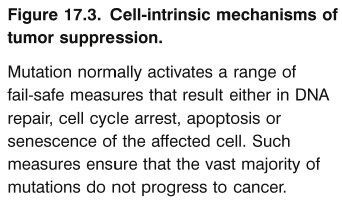 Figure 17.3. Cell-intrinsic mechanisms of
tumor suppression.
Mutation normally activates a range of
fail-safe measures that result either in DNA
repair, cell cycle arrest, apoptosis or
senescence of the affected cell. Such
measures ensure that the vast majority of
mutations do not progress to cancer.